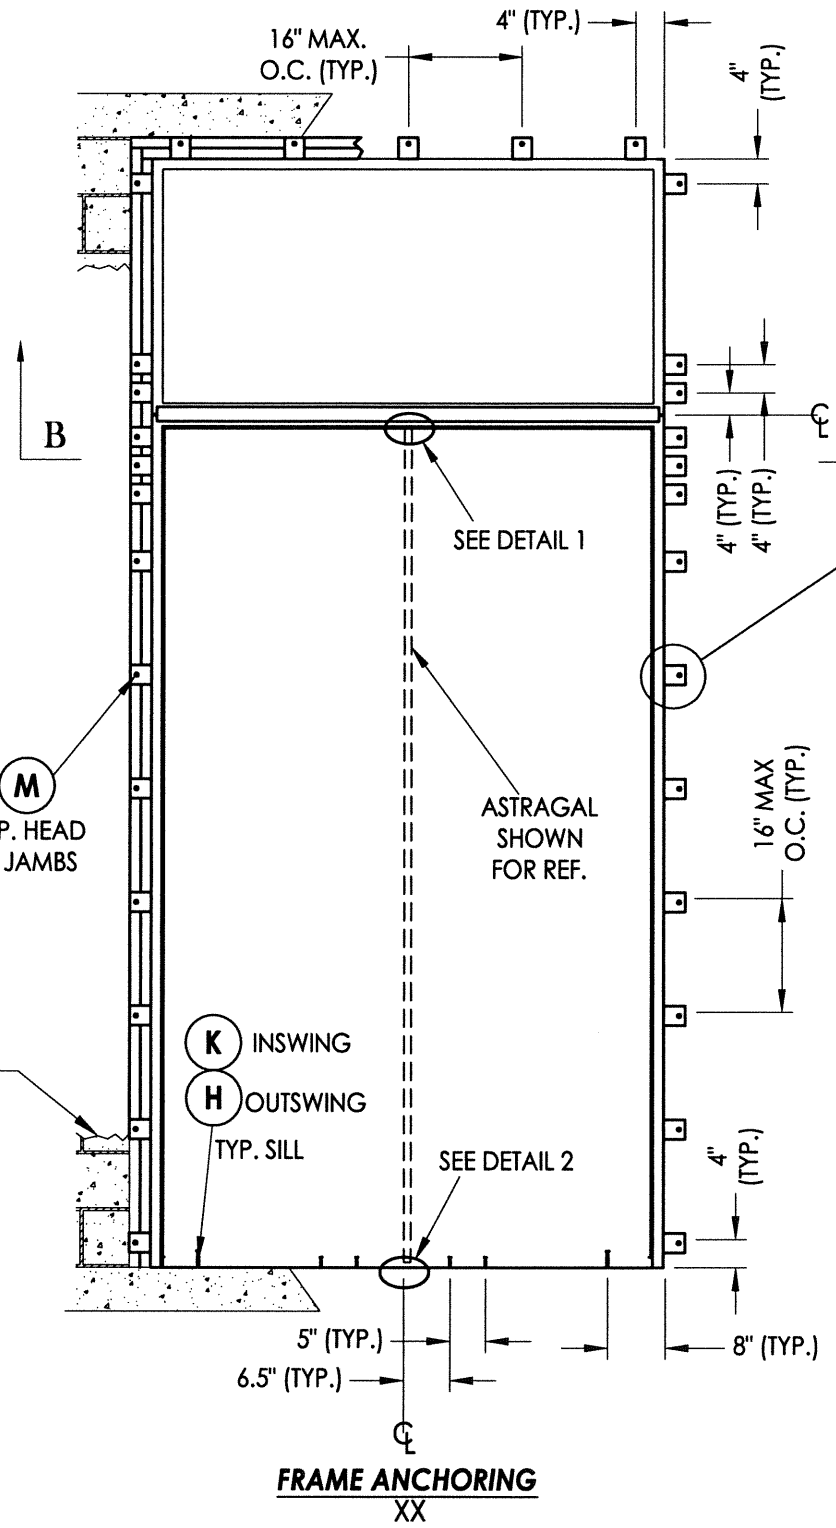 4" (TYP.)
16" MAX.
O.C. (TYP.)
4"
(TYP.)
B
℄
4" (TYP.)
4" (TYP.)
SEE DETAIL 1
M
P. HEAD
JAMBS
ASTRAGAL
SHOWN
FOR REF.
16" MAX
O.C. (TYP.)
K INSWING
H OUTSWING
TYP. SILL
SEE DETAIL 2
4"
(TYP.)
5" (TYP.)
8" (TYP.)
6.5" (TYP.)
℄
FRAME ANCHORING
XX